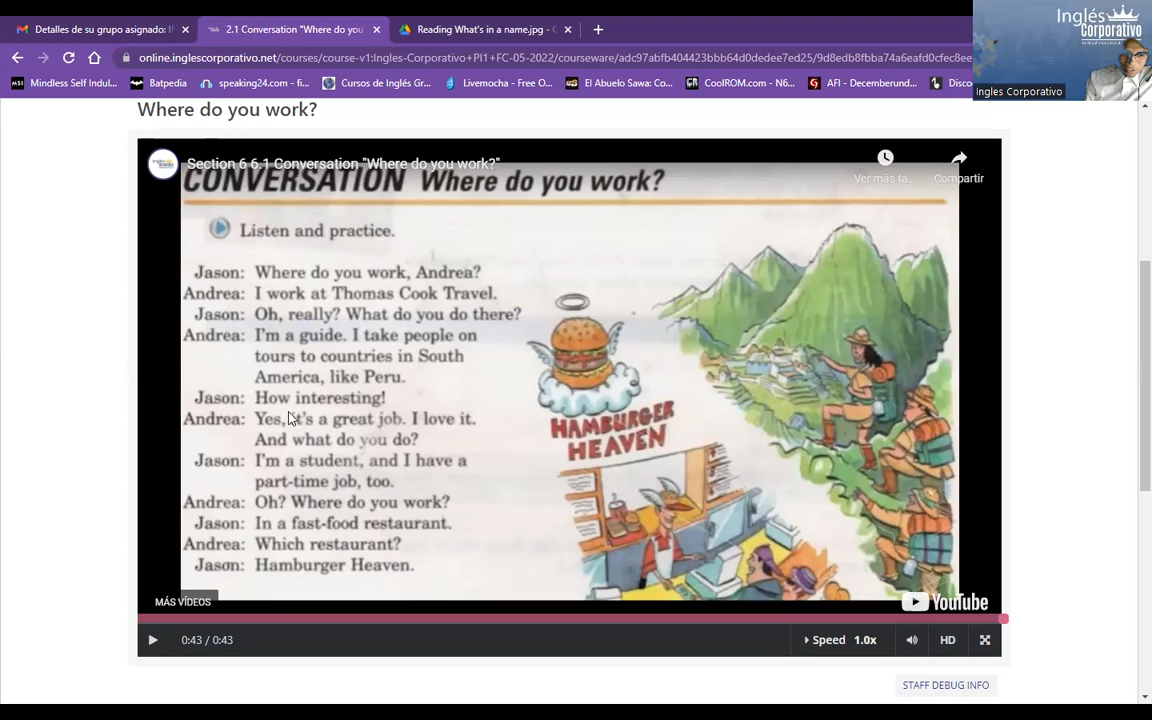 Detalles de su grupo asignado: I
2.1 Conversation "Where do you
Reading What's in a name.jpg -
Inglés
Corporativo
online.inglescorporativo.net/courses/course-v1:Ingles-Corporativo+PI1+FC-05-2022/courseware/adc97abfb404423bbb64d0dedee7ed25/9d8edb8fbba74a6eafd0cfec8ee
Mindless Self Indul...
Batpedia
speaking24.com - fi...
Cursos de Inglés Gr...
Livemocha - Free O...
El Abuelo Sawa: Co...
CoolROM.com - N6...
AFI - Decemberund...
Disco
Ingles Corporativo
Where do you work?
Section 6 6.1 Conversation "Where do you work?"
Ver más ta...
Compartir
CONVERSATION Where do you work?
Listen and practice.
Jason: Where do you work, Andrea?
Andrea: I work at Thomas Cook Travel.
Jason: Oh, really? What do you do there?
Andrea: I'm a guide. I take people on
tours to countries in South
America, like Peru.
Jason: How interesting!
Andrea: Yes, it's a great job. I love it.
And what do you do?
Jason: I'm a student, and I have a
part-time job, too.
Andrea: Oh? Where do you work?
Jason: In a fast-food restaurant.
Andrea: Which restaurant?
Jason: Hamburger Heaven.
HAMBURGER
HEAVEN
MÁS VÍDEOS
YouTube
0:43 / 0:43
Speed 1.0x
HD
STAFF DEBUG INFO